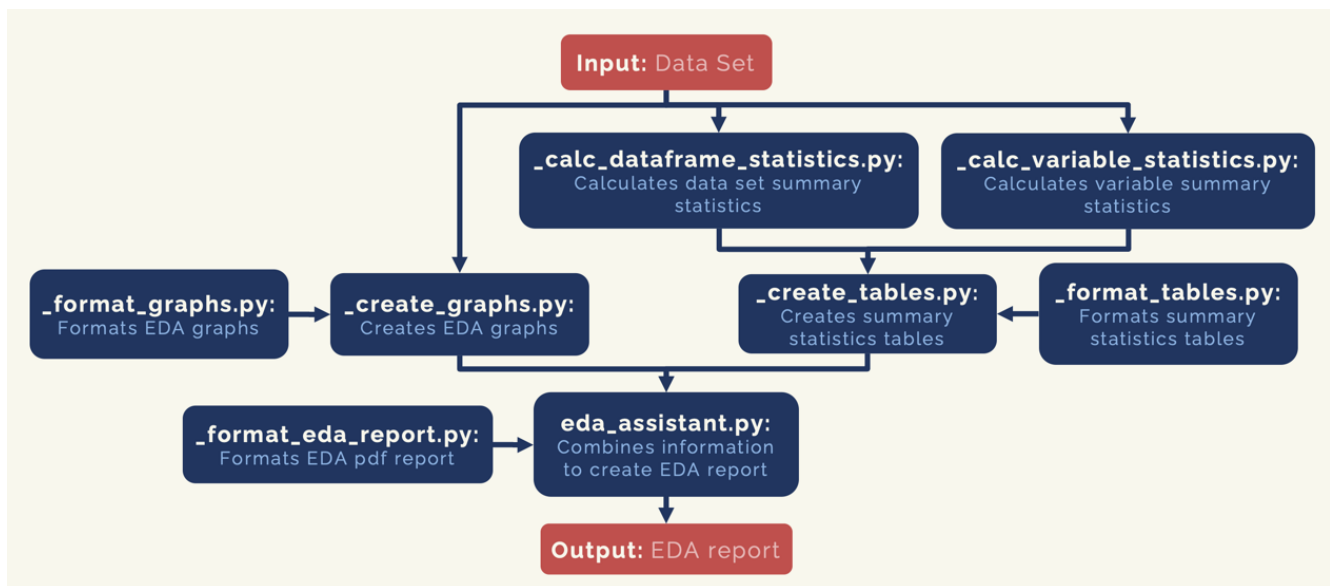 Input: Data Set
_calc_dataframe_statistics.py:
Calculates data set summary
statistics
_calc_variable_statistics.py:
Calculates variable summary
statistics
_format_graphs.py:
Formats EDA graphs
_create_graphs.py:
Creates EDA graphs
_create_tables.py:
Creates summary
statistics tables
_format_tables.py:
Formats summary
statistics tables
_format_eda_report.py:
Formats EDA pdf report
eda_assistant.py:
Combines information
to create EDA report
Output: EDA report